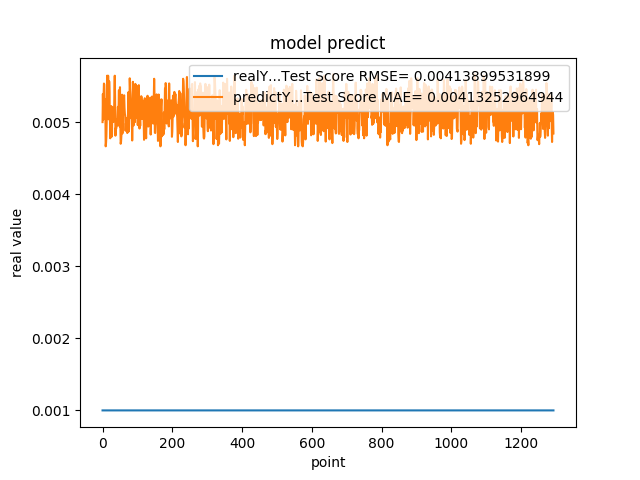 model predict
realY...Test Score RMSE= 0.00413899531899
predictY...Test Score MAE= 0.00413252964944
0.005
0.004
0.003
0.002
0.001
real value
0 200 400 600 800 1000 1200
point